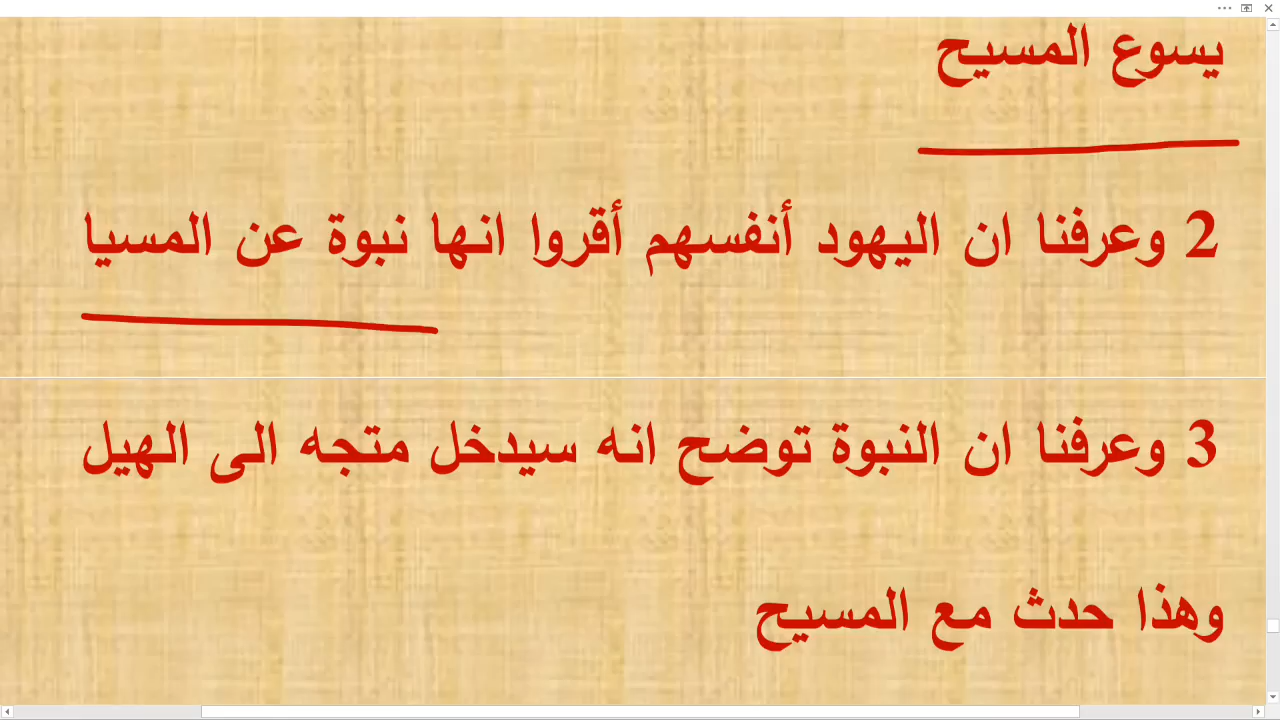 يسوع المسيح
2 وعرفنا ان اليهود أنفسهم أقروا انها نبوة عن المسيا
3 وعرفنا ان النبوة توضح انه سيدخل متجه الى الهيل
وهذا حدث مع المسيح